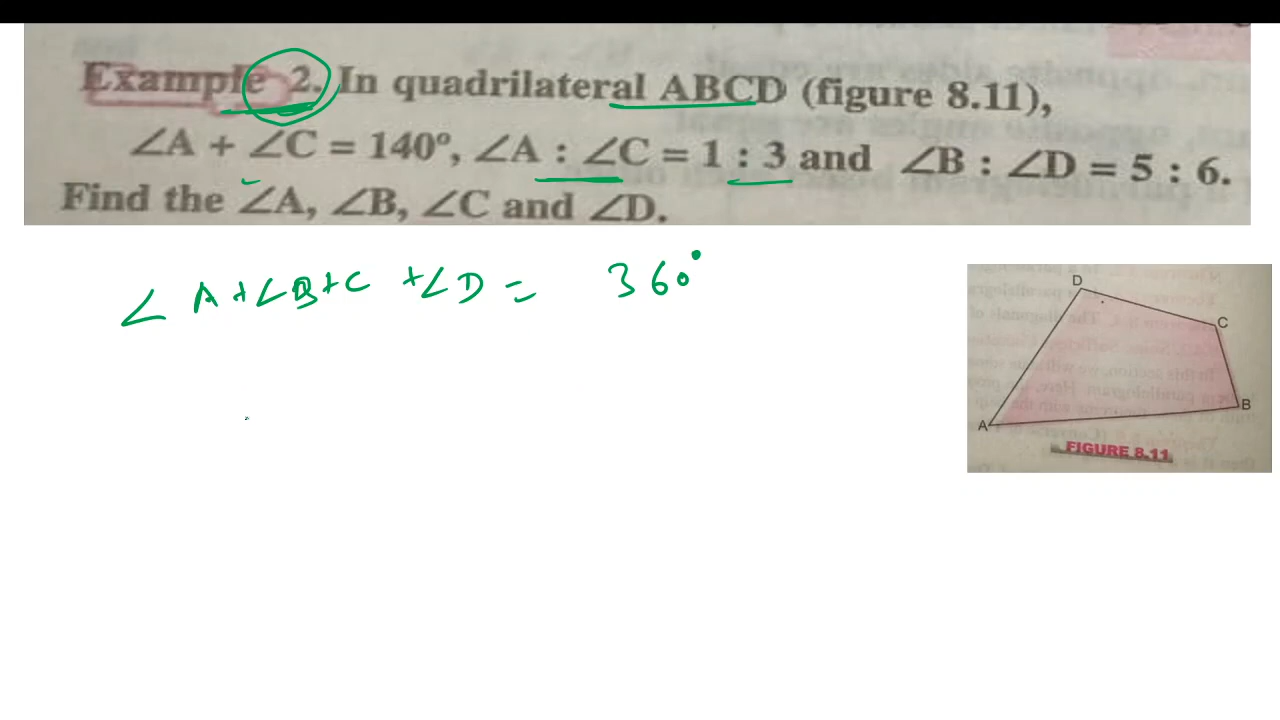 Example 2. In quadrilateral ABCD (figure 8.11),
∠A + ∠C = 140º, ∠A : ∠C = 1 : 3 and ∠B : ∠D = 5 : 6.
Find the ∠A, ∠B, ∠C and ∠D.
∠ A+∠B+C +∠D = 360°
D
C
B
A
FIGURE 8.11